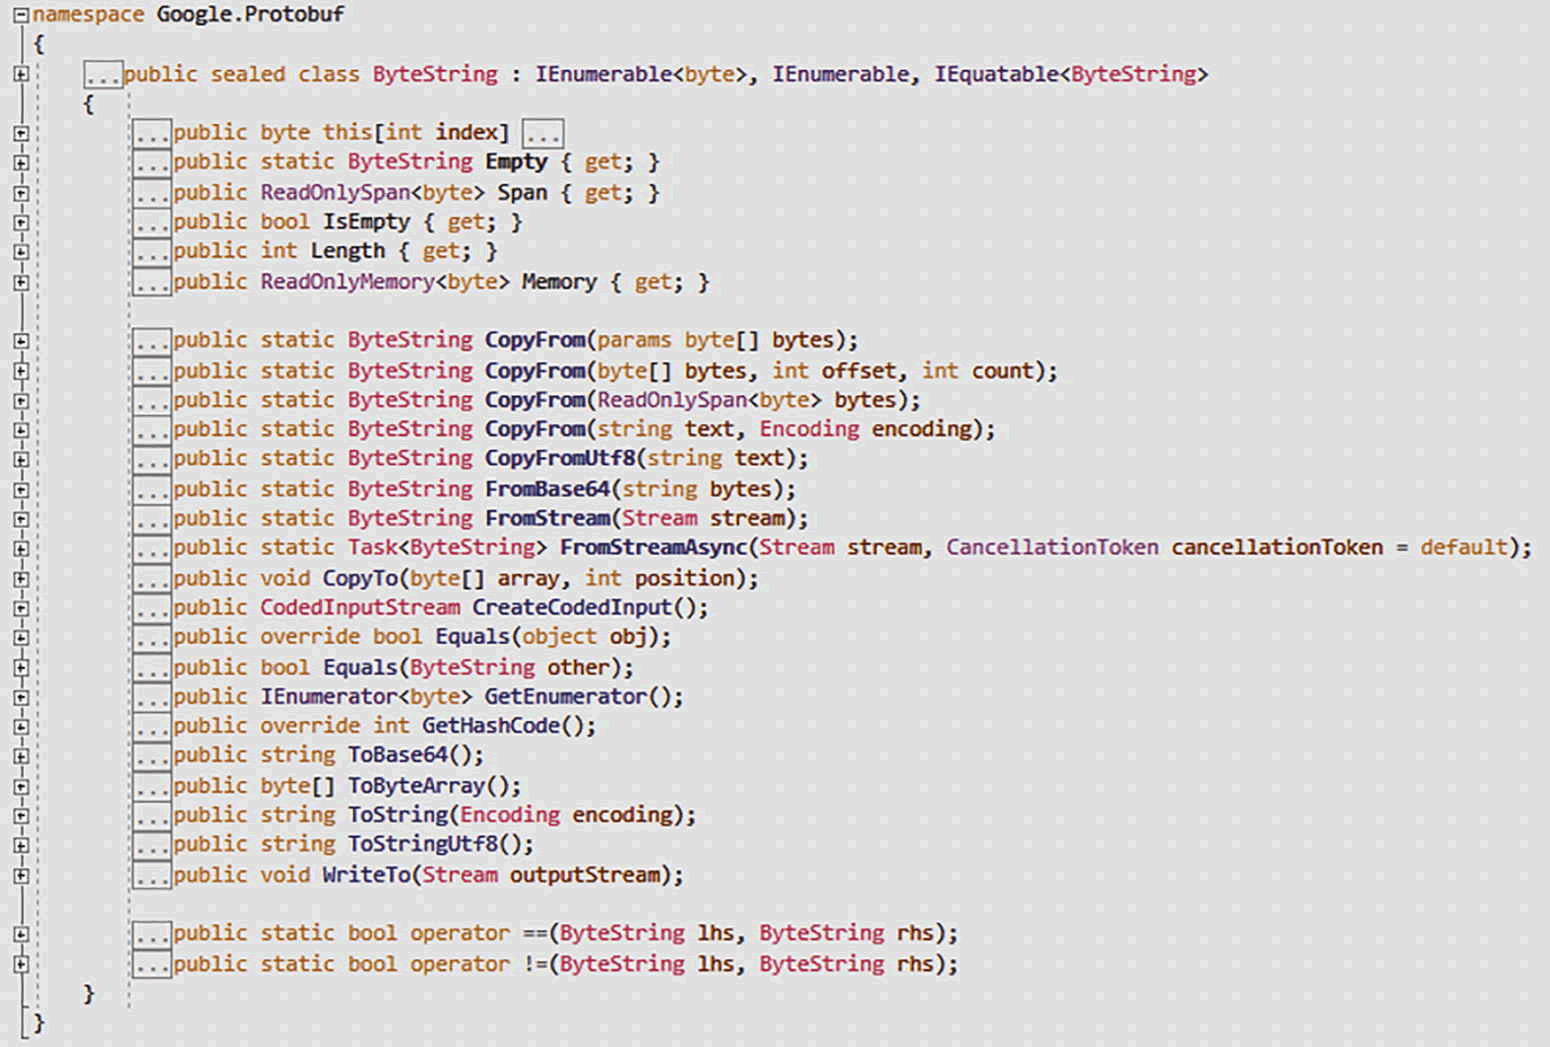 namespace Google.Protobuf
{
...public sealed class ByteString : IEnumerable<byte>, IEnumerable, IEquatable<ByteString>
{
...public byte this[int index] ...
...public static ByteString Empty { get; }
...public ReadOnlySpan<byte> Span { get; }
...public bool IsEmpty { get; }
...public int Length { get; }
...public ReadOnlyMemory<byte> Memory { get; }
...public static ByteString CopyFrom(params byte[] bytes);
...public static ByteString CopyFrom(byte[] bytes, int offset, int count);
...public static ByteString CopyFrom(ReadOnlySpan<byte> bytes);
...public static ByteString CopyFrom(string text, Encoding encoding);
...public static ByteString CopyFromUtf8(string text);
...public static ByteString FromBase64(string bytes);
...public static ByteString FromStream(Stream stream);
...public static Task<ByteString> FromStreamAsync(Stream stream, CancellationToken cancellationToken = default);
...public void CopyTo(byte[] array, int position);
...public CodedInputStream CreateCodedInput();
...public override bool Equals(object obj);
...public bool Equals(ByteString other);
...public IEnumerator<byte> GetEnumerator();
...public override int GetHashCode();
...public string ToBase64();
...public byte[] ToByteArray();
...public string ToString(Encoding encoding);
...public string ToStringUtf8();
...public void WriteTo(Stream outputStream);
...public static bool operator ==(ByteString lhs, ByteString rhs);
...public static bool operator !=(ByteString lhs, ByteString rhs);
}
}